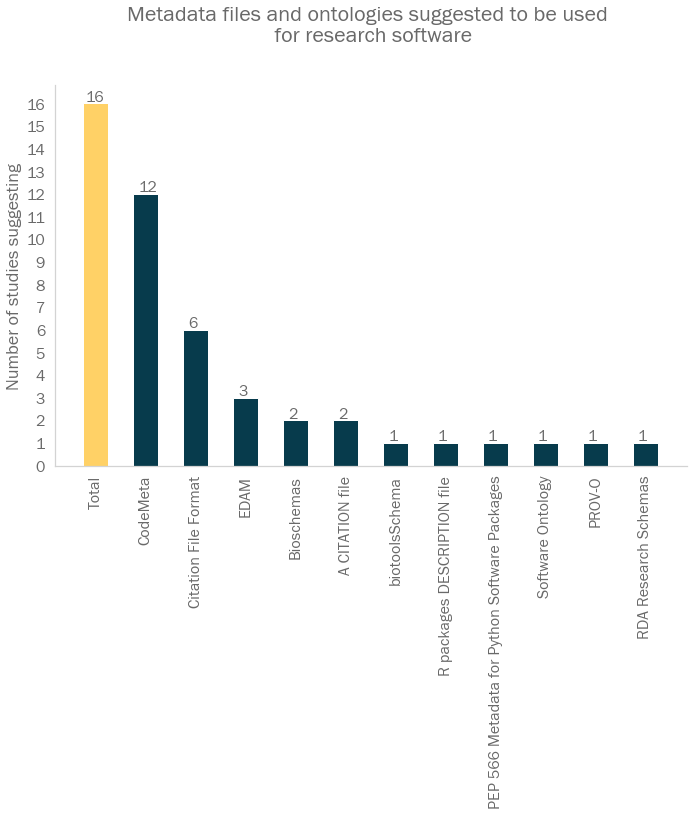 Metadata files and ontologies suggested to be used
for research software
Number of studies suggesting
16
15
14
13
12
11
10
9
8
7
6
5
4
3
2
1
0
16
12
6
3
2
2
1
1
1
1
1
1
Total
CodeMeta
Citation File Format
EDAM
Bioschemas
A CITATION file
biotoolsSchema
R packages DESCRIPTION file
PEP 566 Metadata for Python Software Packages
Software Ontology
PROV-O
RDA Research Schemas